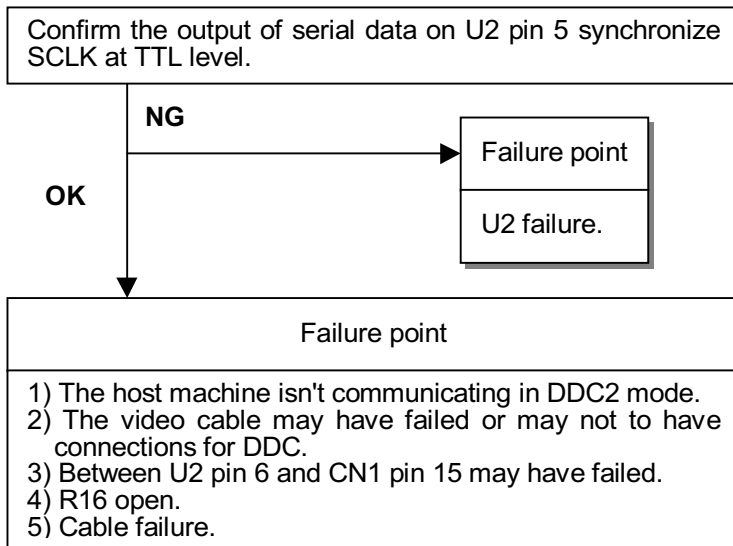 Confirm the output of serial data on U2 pin 5 synchronize
SCLK at TTL level.
NG
Failure point
OK
U2 failure.
Failure point
1) The host machine isn't communicating in DDC2 mode.
2) The video cable may have failed or may not to have
connections for DDC.
3) Between U2 pin 6 and CN1 pin 15 may have failed.
4) R16 open.
5) Cable failure.